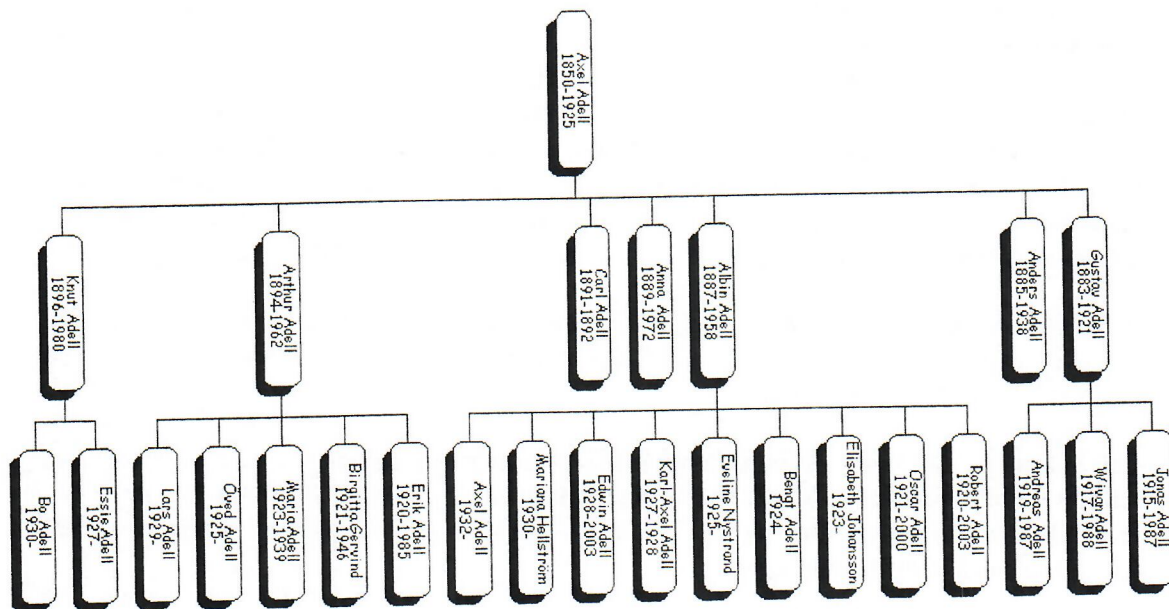 Axel Adell
1850-1925
Knut Adell
1896-1980
Arthur Adell
1894-1962
Carl Adell
1891-1892
Anna Adell
1889-1972
Albin Adell
1887-1958
Anders Adell
1885-1938
Gustav Adell
1883-1921
Bo Adell
1930-
Essie Adell
1927-
Lars Adell
1929-
Öved Adell
1925-
Maria Adell
1923-1939
Birgitta Gervind
1921-1946
Erik Adell
1920-1985
Axel Adell
1932-
Mariana Hellström
1930-
Edwin Adell
1928-2003
Karl-Axel Adell
1927-1928
Eveline Nystrand
1925-
Bengt Adell
1924-
Elisabeth Johansson
1923-
Oscar Adell
1921-2000
Robert Adell
1920-2003
Andreas Adell
1919-1987
Wivan Adell
1917-1988
Jonas Adell
1915-1987